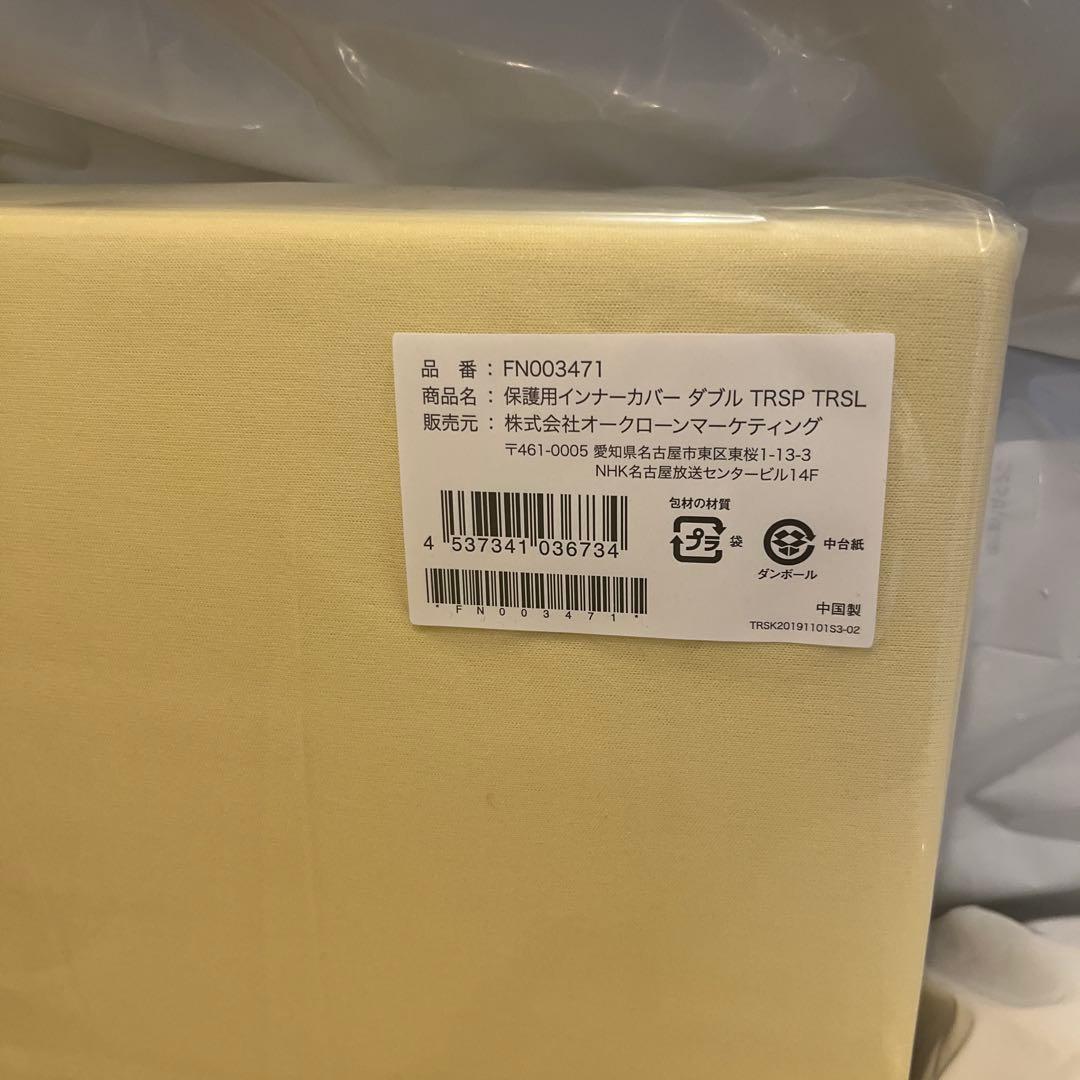 品　番 : FN003471
商品名 : 保護用インナーカバー ダブル TRSP TRSL
販売元 : 株式会社オークローンマーケティング
〒461-0005 愛知県名古屋市東区東桜1-13-3
NHK名古屋放送センタービル14F
包材の材質
プラ 袋
中台紙
ダンボール
4 537341 036734
*FN003471*
中国製
TRSK20191101S3-02